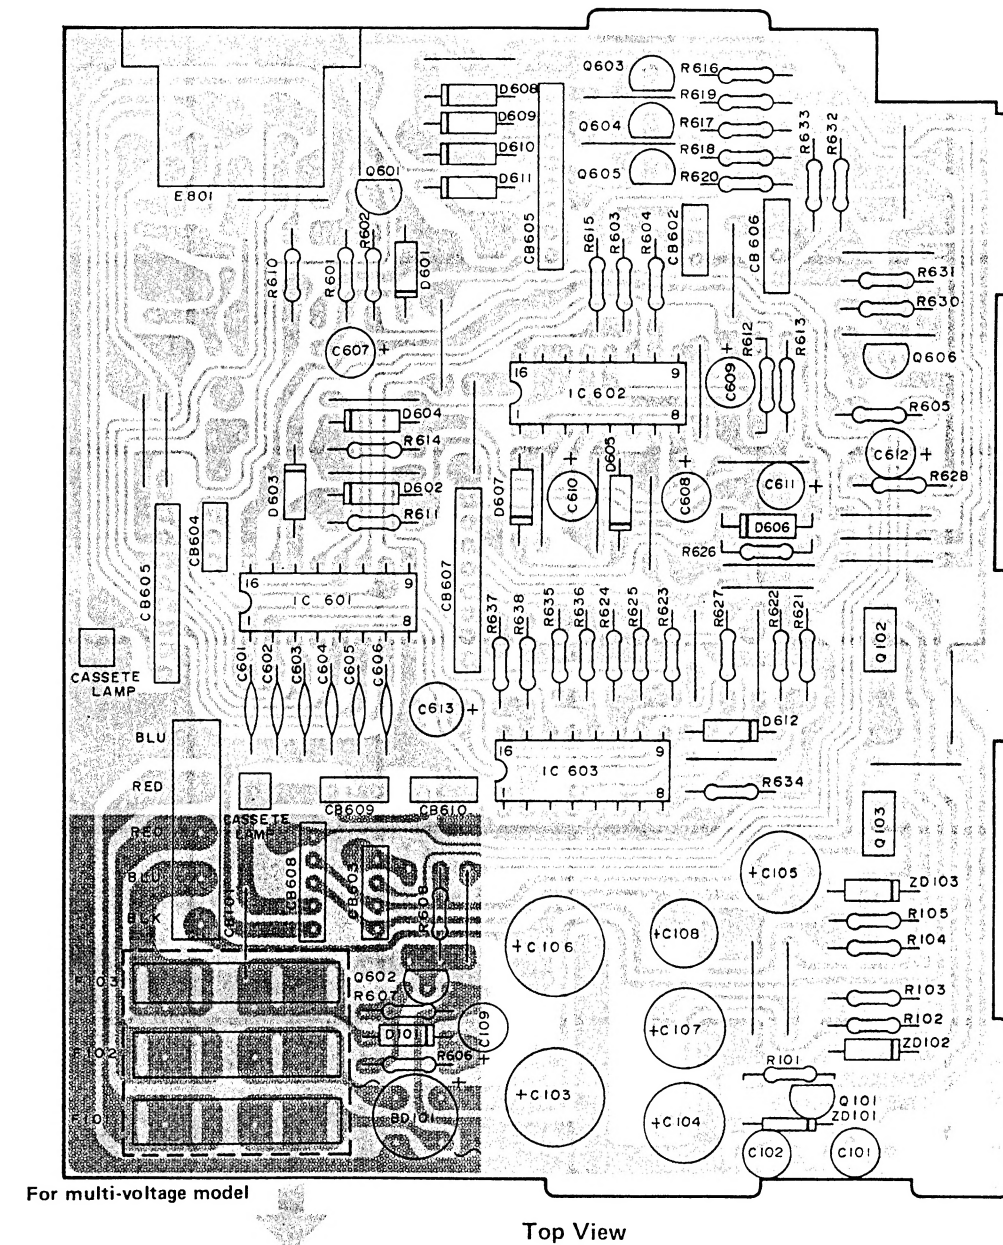 Q603
R616
D608
R619
D609
Q604
R617
R633
R632
D610
R618
Q601
Q605
R620
D611
E801
R602
CB605
R615
R603
R604
CB602
CB606
R610
R601
D601
R631
R630
C607 +
R612
R613
+
C609
Q606
16 9
IC 602
1 8
D604
R605
R614
D605
C612 +
D603
D607
+
C610
+
C608
C611 +
R628
D602
R611
D606
CB604
R626
CB605
CB607
16 9
IC 601
1 8
R637
R638
R635
R636
R624
R625
R623
R627
R622
R621
Q102
CASSETE
LAMP
C601
C602
C603
C604
C605
C606
C613 +
D612
BLU
16 9
IC 603
1 8
RED
R634
CB609
CB610
CASSETE
LAMP
RED
Q103
BLU
CB101
CB608
CB603
R608
+C105
ZD103
BLK
R105
+C106
+C108
R104
F103
Q602
R607
R103
D101
+C109
+C107
R102
F102
R606
ZD102
R101
+
+C103
Q101
F101
BD101
+C104
ZD101
C102
C101
For multi-voltage model
Top View